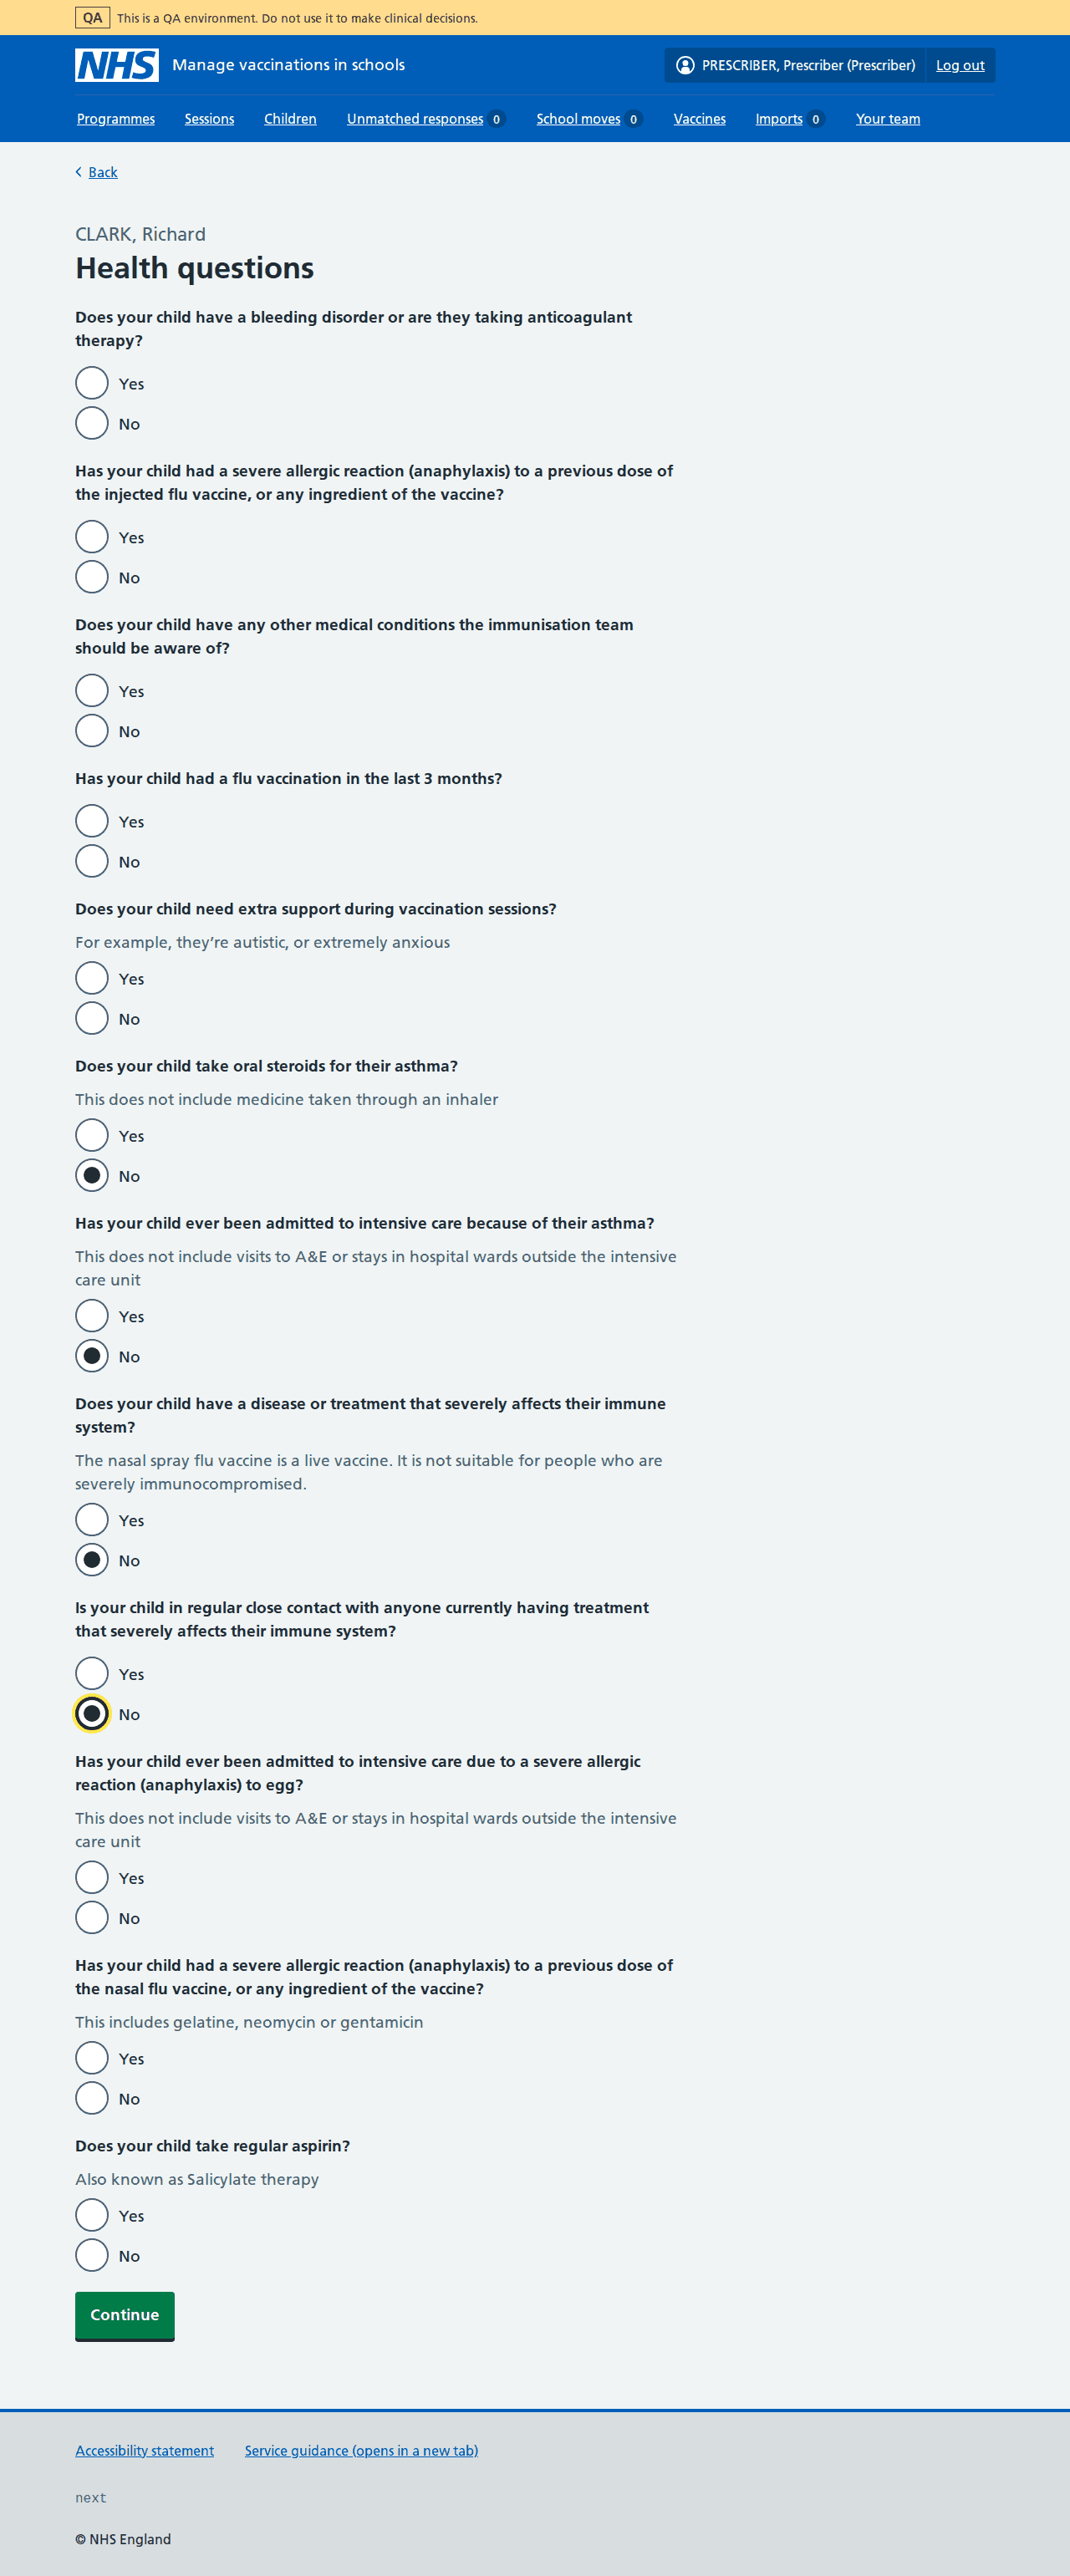 QA This is a QA environment. Do not use it to make clinical decisions.
NHS Manage vaccinations in schools PRESCRIBER, Prescriber (Prescriber) Log out
Programmes Sessions Children Unmatched responses 0 School moves 0 Vaccines Imports 0 Your team
Back
CLARK, Richard
Health questions
Does your child have a bleeding disorder or are they taking anticoagulant
therapy?
Yes
No
Has your child had a severe allergic reaction (anaphylaxis) to a previous dose of
the injected flu vaccine, or any ingredient of the vaccine?
Yes
No
Does your child have any other medical conditions the immunisation team
should be aware of?
Yes
No
Has your child had a flu vaccination in the last 3 months?
Yes
No
Does your child need extra support during vaccination sessions?
For example, they’re autistic, or extremely anxious
Yes
No
Does your child take oral steroids for their asthma?
This does not include medicine taken through an inhaler
Yes
No
Has your child ever been admitted to intensive care because of their asthma?
This does not include visits to A&E or stays in hospital wards outside the intensive
care unit
Yes
No
Does your child have a disease or treatment that severely affects their immune
system?
The nasal spray flu vaccine is a live vaccine. It is not suitable for people who are
severely immunocompromised.
Yes
No
Is your child in regular close contact with anyone currently having treatment
that severely affects their immune system?
Yes
No
Has your child ever been admitted to intensive care due to a severe allergic
reaction (anaphylaxis) to egg?
This does not include visits to A&E or stays in hospital wards outside the intensive
care unit
Yes
No
Has your child had a severe allergic reaction (anaphylaxis) to a previous dose of
the nasal flu vaccine, or any ingredient of the vaccine?
This includes gelatine, neomycin or gentamicin
Yes
No
Does your child take regular aspirin?
Also known as Salicylate therapy
Yes
No
Continue
Accessibility statement Service guidance (opens in a new tab)
next
© NHS England